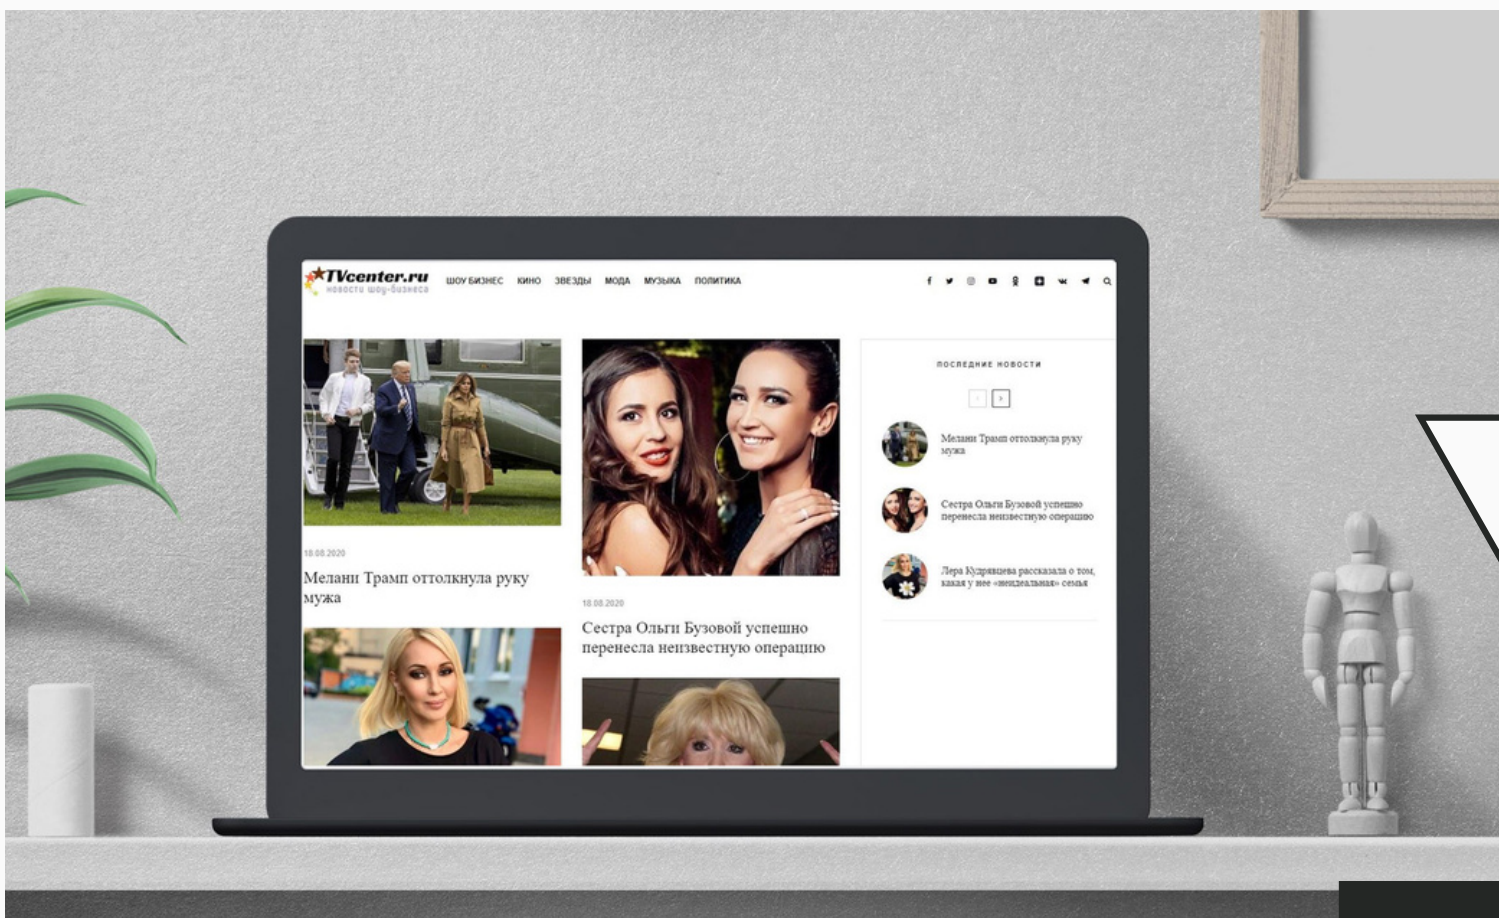 TVcenter.ru
новости шоу-бизнеса
ШОУ БИЗНЕС КИНО ЗВЕЗДЫ МОДА МУЗЫКА ПОЛИТИКА
18.08.2020
Мелани Трамп оттолкнула руку
мужа
18.08.2020
Сестра Ольги Бузовой успешно
перенесла неизвестную операцию
ПОСЛЕДНИЕ НОВОСТИ
Мелани Трамп оттолкнула руку
мужа
Сестра Ольги Бузовой успешно
перенесла неизвестную операцию
Лера Кудрявцева рассказала о том,
какая у нее «неидеальная» семья